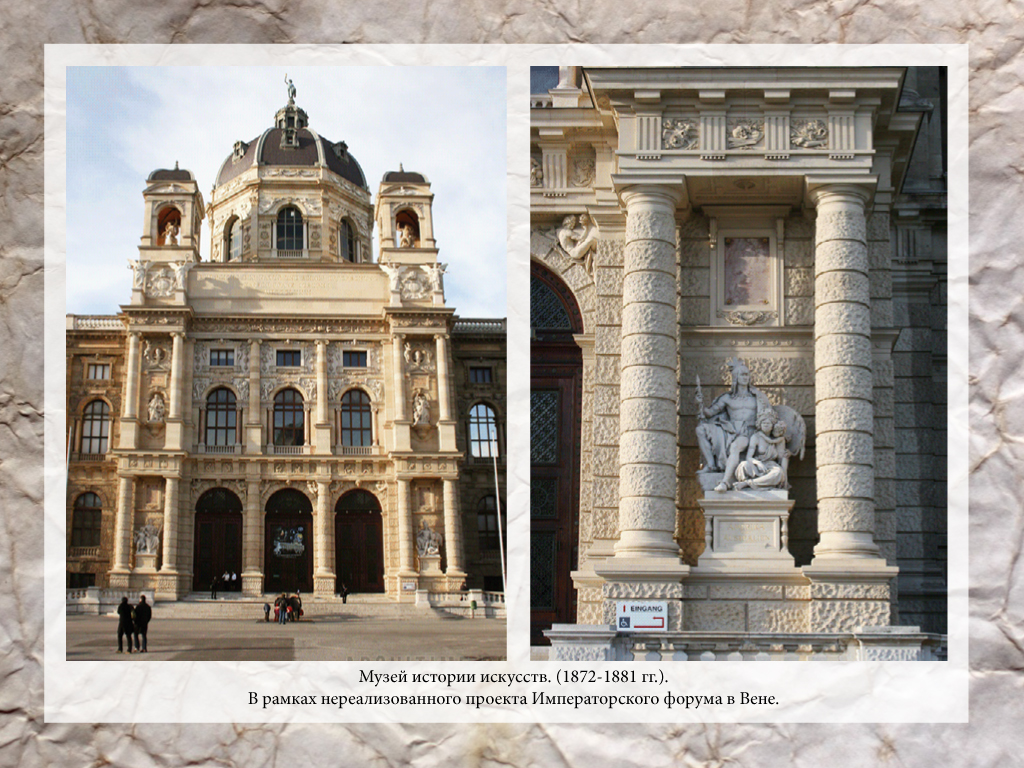 EINGANG
Музей истории искусств. (1872-1881 гг.).
В рамках нереализованного проекта Императорского форума в Вене.